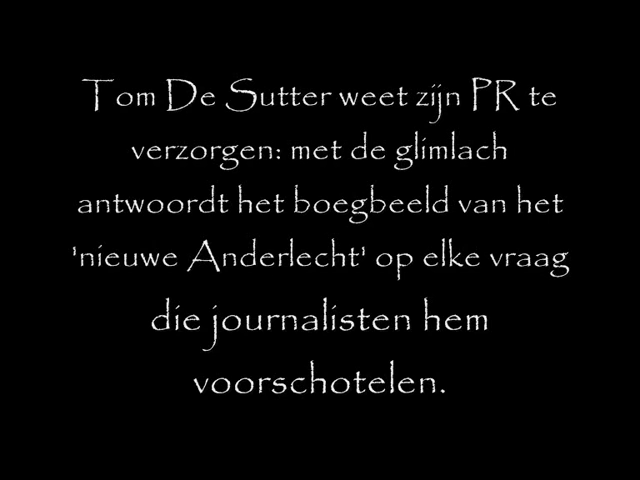 Tom De Sutter weet zijn PR te
verzorgen: met de glimlach
antwoordt het boegbeeld van het
'nieuwe Anderlecht' op elke vraag
die journalisten hem
voorschotelen.